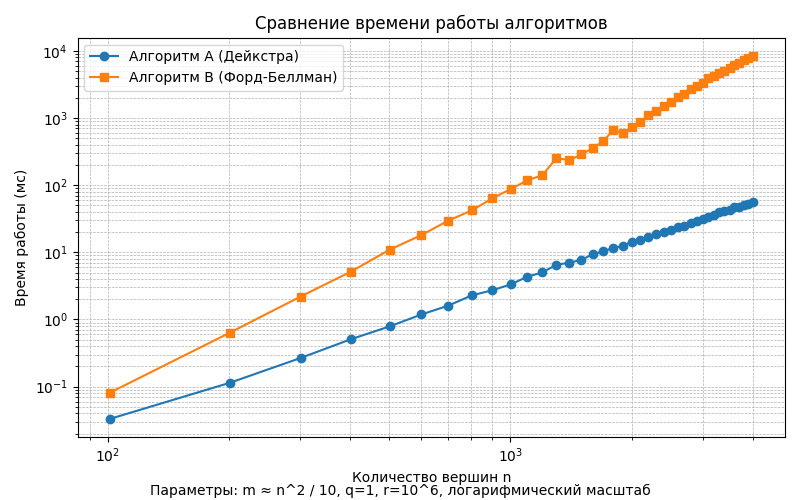 Сравнение времени работы алгоритмов
Алгоритм A (Дейкстра)
Алгоритм B (Форд-Беллман)
Время работы (мс)
10^4
10^3
10^2
10^1
10^0
10^-1
10^2
10^3
Количество вершин n
Параметры: m ≈ n^2 / 10, q=1, r=10^6, логарифмический масштаб